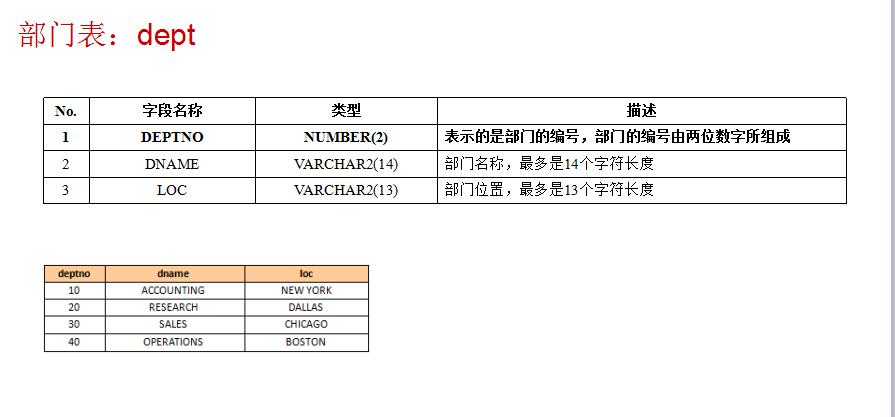 部门表：dept
No. 字段名称 类型 描述
1 DEPTNO NUMBER(2) 表示的是部门的编号，部门的编号由两位数字所组成
2 DNAME VARCHAR2(14) 部门名称，最多是14个字符长度
3 LOC VARCHAR2(13) 部门位置，最多是13个字符长度
deptno dname loc
10 ACCOUNTING NEW YORK
20 RESEARCH DALLAS
30 SALES CHICAGO
40 OPERATIONS BOSTON